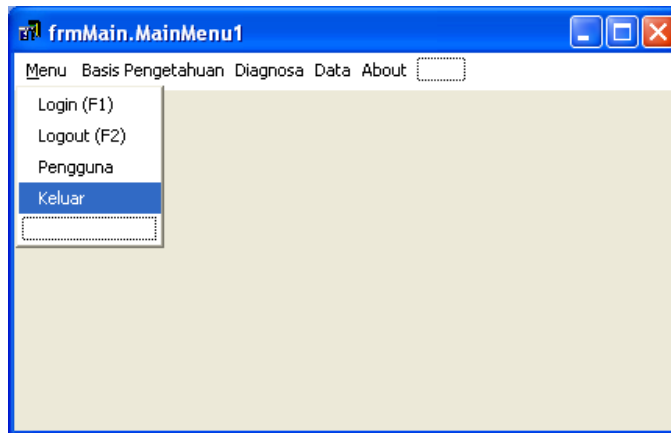 frmMain.MainMenu1
Menu Basis Pengetahuan Diagnosa Data About
Login (F1)
Logout (F2)
Pengguna
Keluar